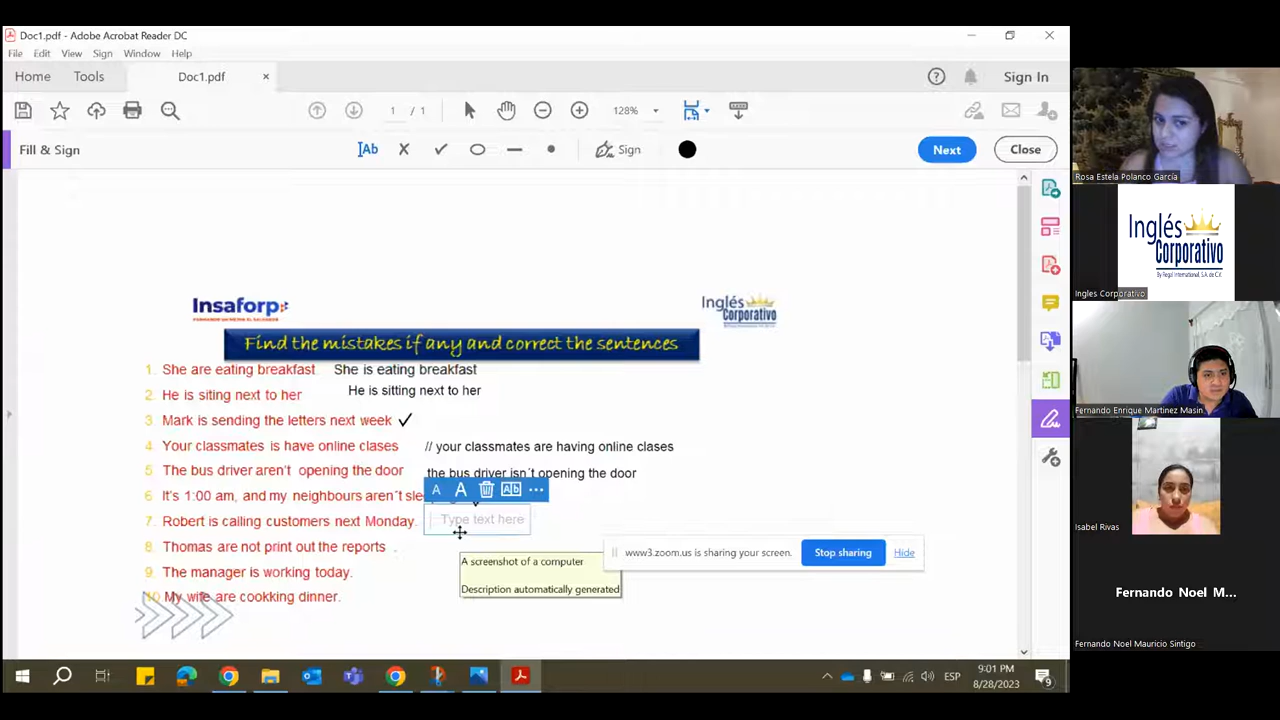 Doc1.pdf - Adobe Acrobat Reader DC
File Edit View Sign Window Help
Home Tools Doc1.pdf × Sign In
1 / 1 128%
Fill & Sign Ab Sign Next Close
Insaforp
Inglés
Corporativo
Find the mistakes if any and correct the sentences
1. She are eating breakfast She is eating breakfast
2. He is siting next to her He is sitting next to her
3. Mark is sending the letters next week ✓
4. Your classmates is have online clases // your classmates are having online clases
5. The bus driver aren't opening the door the bus driver isn´t opening the door
6. It's 1:00 am, and my neighbours aren't
A A Ab ...
7. Robert is calling customers next Monday. Type text here
8. Thomas are not print out the reports
9. The manager is working today.
10. My wife are cookking dinner.
A screenshot of a computer
Description automatically generated
www3.zoom.us is sharing your screen. Stop sharing Hide
ESP
9:01 PM
8/28/2023
9
Rosa Estela Polanco García
Inglés
Corporativo
By Regal International, S.A. de C.V.
Ingles Corporativo
Fernando Enrique Martinez Masin
Isabel Rivas
Fernando Noel M...
Fernando Noel Mauricio Sintigo